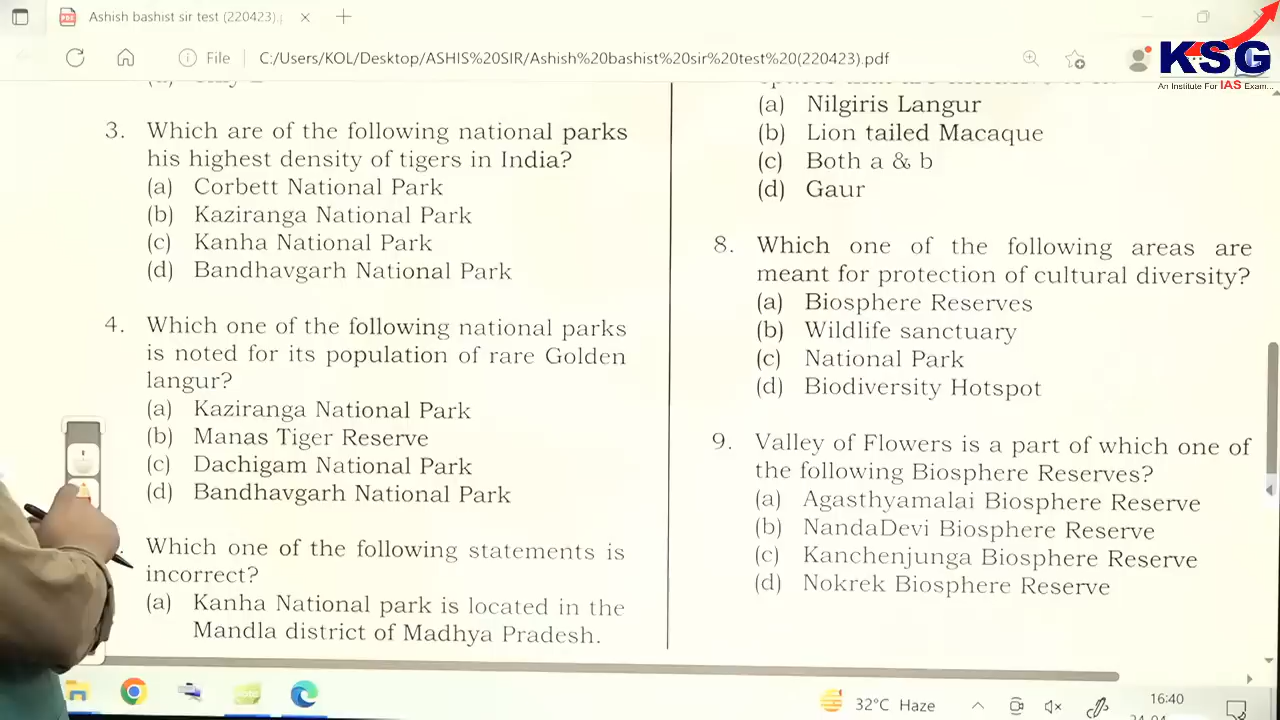 Ashish bashist sir test (220423).p
File C:/Users/KOL/Desktop/ASHIS%20SIR/Ashish%20bashist%20sir%20test%20(220423).pdf
KSG
An Institute For IAS Exam...
3. Which are of the following national parks
his highest density of tigers in India?
(a) Corbett National Park
(b) Kaziranga National Park
(c) Kanha National Park
(d) Bandhavgarh National Park
4. Which one of the following national parks
is noted for its population of rare Golden
langur?
(a) Kaziranga National Park
(b) Manas Tiger Reserve
(c) Dachigam National Park
(d) Bandhavgarh National Park
Which one of the following statements is
incorrect?
(a) Kanha National park is located in the
Mandla district of Madhya Pradesh.
(a) Nilgiris Langur
(b) Lion tailed Macaque
(c) Both a & b
(d) Gaur
8. Which one of the following areas are
meant for protection of cultural diversity?
(a) Biosphere Reserves
(b) Wildlife sanctuary
(c) National Park
(d) Biodiversity Hotspot
9. Valley of Flowers is a part of which one of
the following Biosphere Reserves?
(a) Agasthyamalai Biosphere Reserve
(b) NandaDevi Biosphere Reserve
(c) Kanchenjunga Biosphere Reserve
(d) Nokrek Biosphere Reserve
32°C Haze
16:40